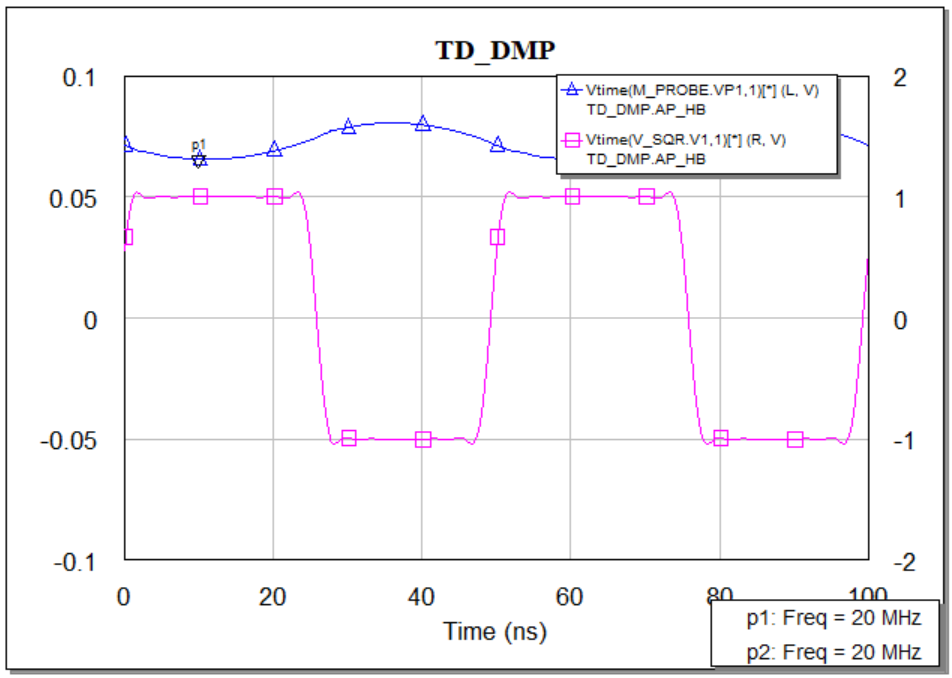 TD_DMP
0.1
2
Vtime(M_PROBE.VP1,1)[*] (L, V)
TD_DMP.AP_HB
Vtime(V_SQR.V1,1)[*] (R, V)
TD_DMP.AP_HB
p1
0.05
1
0
0
-0.05
-1
-0.1
-2
0
20
40
60
80
100
Time (ns)
p1: Freq = 20 MHz
p2: Freq = 20 MHz